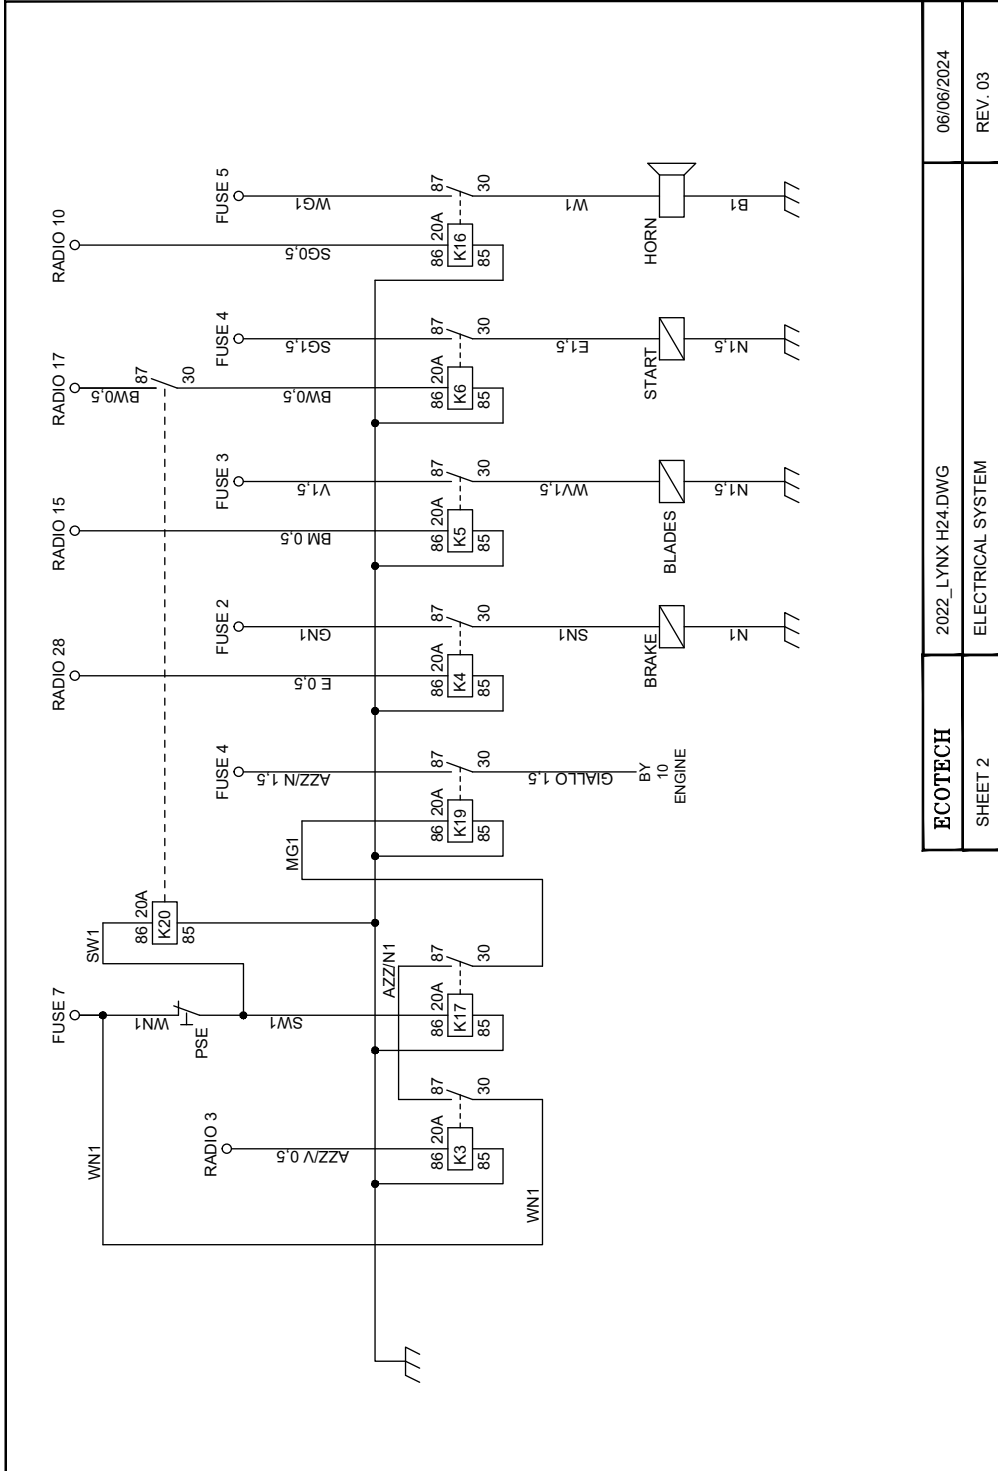 FUSE 7
WN1
WN1
PSE
SW1
SW1
86 20A
K20
85
RADIO 3
AZZ/V 0,5
86 20A
K3
85
87
30
WN1
AZZ/N1
86 20A
K17
85
87
30
MG1
FUSE 4
AZZ/N 1,5
86 20A
K19
85
87
30
GIALLO 1,5
BY
10
ENGINE
RADIO 28
E 0,5
FUSE 2
GN1
86 20A
K4
85
87
30
SN1
BRAKE
N1
RADIO 15
BM 0,5
FUSE 3
V1,5
86 20A
K5
85
87
30
WV1,5
BLADES
N1,5
RADIO 17
BW0,5
87
30
BW0,5
FUSE 4
SG1,5
86 20A
K6
85
87
30
E1,5
START
N1,5
RADIO 10
SG0,5
FUSE 5
WG1
86 20A
K16
85
87
30
W1
HORN
B1
ECOTECH 2022_LYNX H24.DWG 06/06/2024
SHEET 2 ELECTRICAL SYSTEM REV. 03